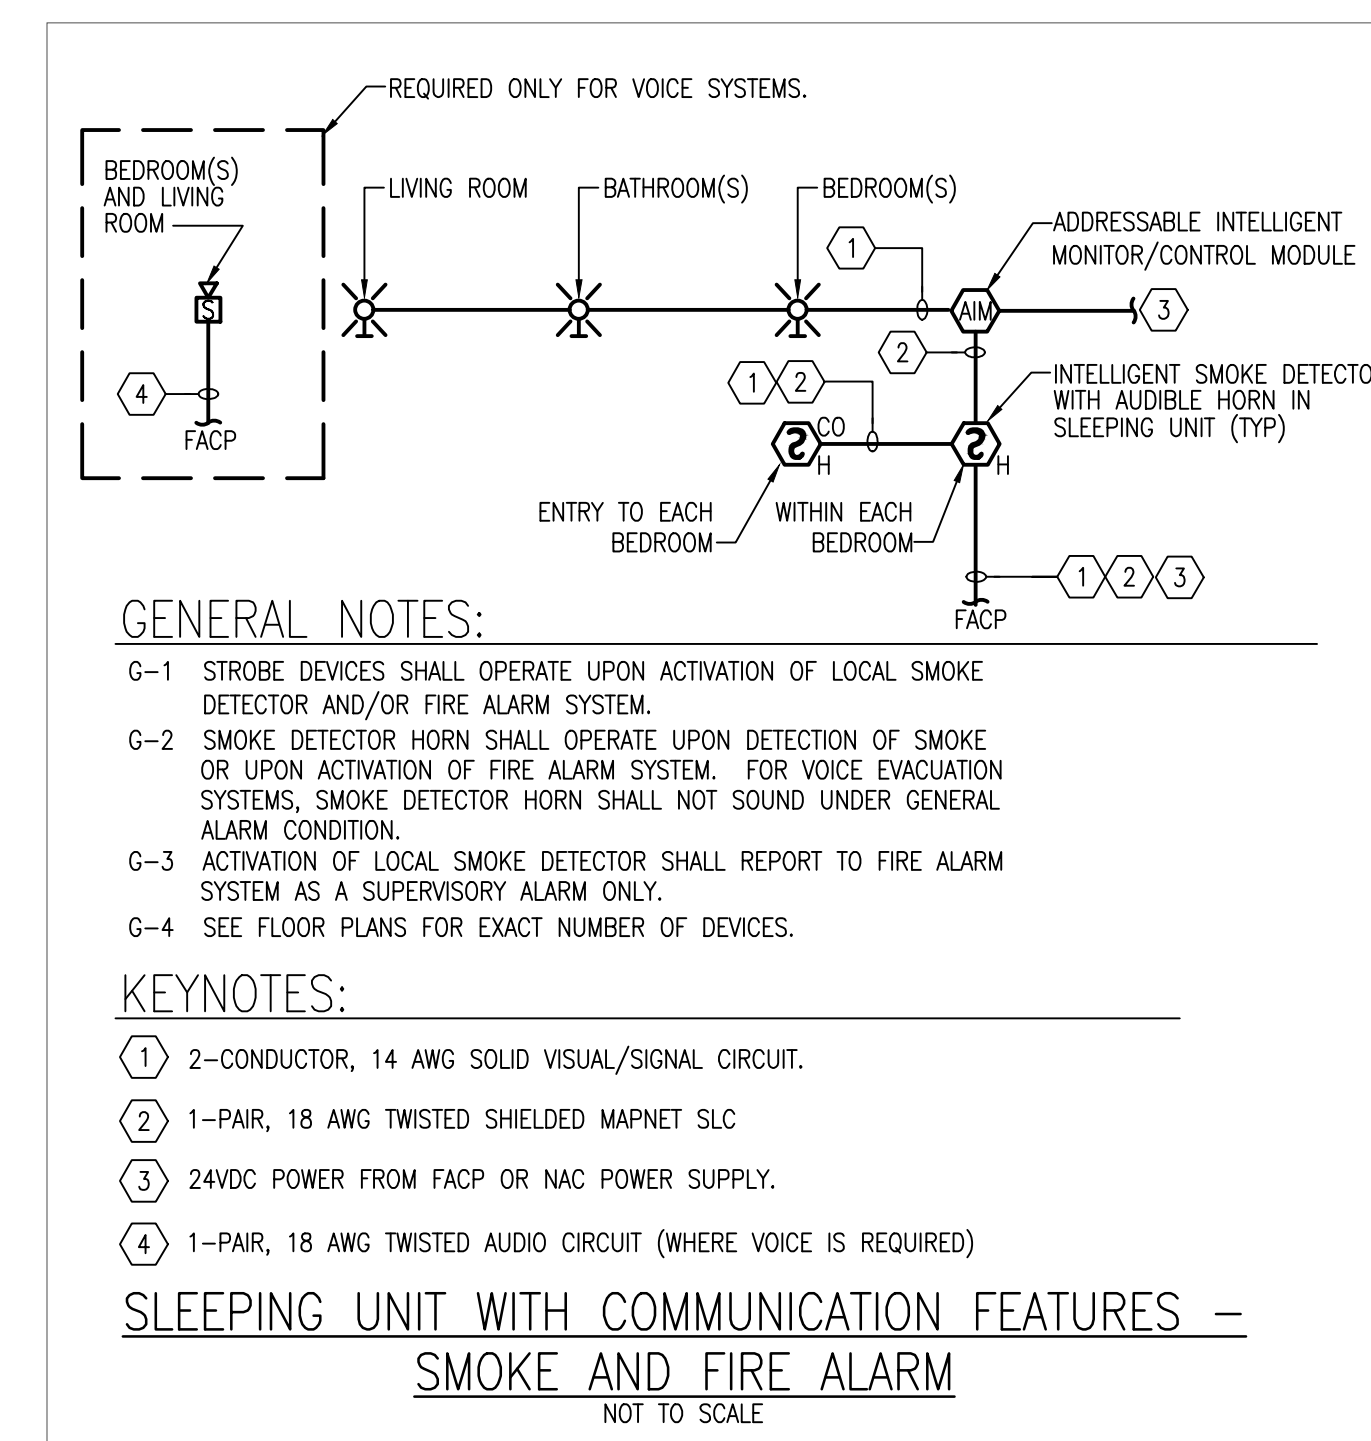 REQUIRED ONLY FOR VOICE SYSTEMS.
BEDROOM(S)
AND LIVING
ROOM
S
4
FACP
LIVING ROOM
BATHROOM(S)
BEDROOM(S)
1
ADDRESSABLE INTELLIGENT
MONITOR/CONTROL MODULE
AIM
3
2
1 2
INTELLIGENT SMOKE DETECTO
WITH AUDIBLE HORN IN
SLEEPING UNIT (TYP)
CO
H
H
ENTRY TO EACH
BEDROOM
WITHIN EACH
BEDROOM
1 2 3
FACP
GENERAL NOTES:
G-1 STROBE DEVICES SHALL OPERATE UPON ACTIVATION OF LOCAL SMOKE
DETECTOR AND/OR FIRE ALARM SYSTEM.
G-2 SMOKE DETECTOR HORN SHALL OPERATE UPON DETECTION OF SMOKE
OR UPON ACTIVATION OF FIRE ALARM SYSTEM. FOR VOICE EVACUATION
SYSTEMS, SMOKE DETECTOR HORN SHALL NOT SOUND UNDER GENERAL
ALARM CONDITION.
G-3 ACTIVATION OF LOCAL SMOKE DETECTOR SHALL REPORT TO FIRE ALARM
SYSTEM AS A SUPERVISORY ALARM ONLY.
G-4 SEE FLOOR PLANS FOR EXACT NUMBER OF DEVICES.
KEYNOTES:
1 2-CONDUCTOR, 14 AWG SOLID VISUAL/SIGNAL CIRCUIT.
2 1-PAIR, 18 AWG TWISTED SHIELDED MAPNET SLC
3 24VDC POWER FROM FACP OR NAC POWER SUPPLY.
4 1-PAIR, 18 AWG TWISTED AUDIO CIRCUIT (WHERE VOICE IS REQUIRED)
SLEEPING UNIT WITH COMMUNICATION FEATURES -
SMOKE AND FIRE ALARM
NOT TO SCALE